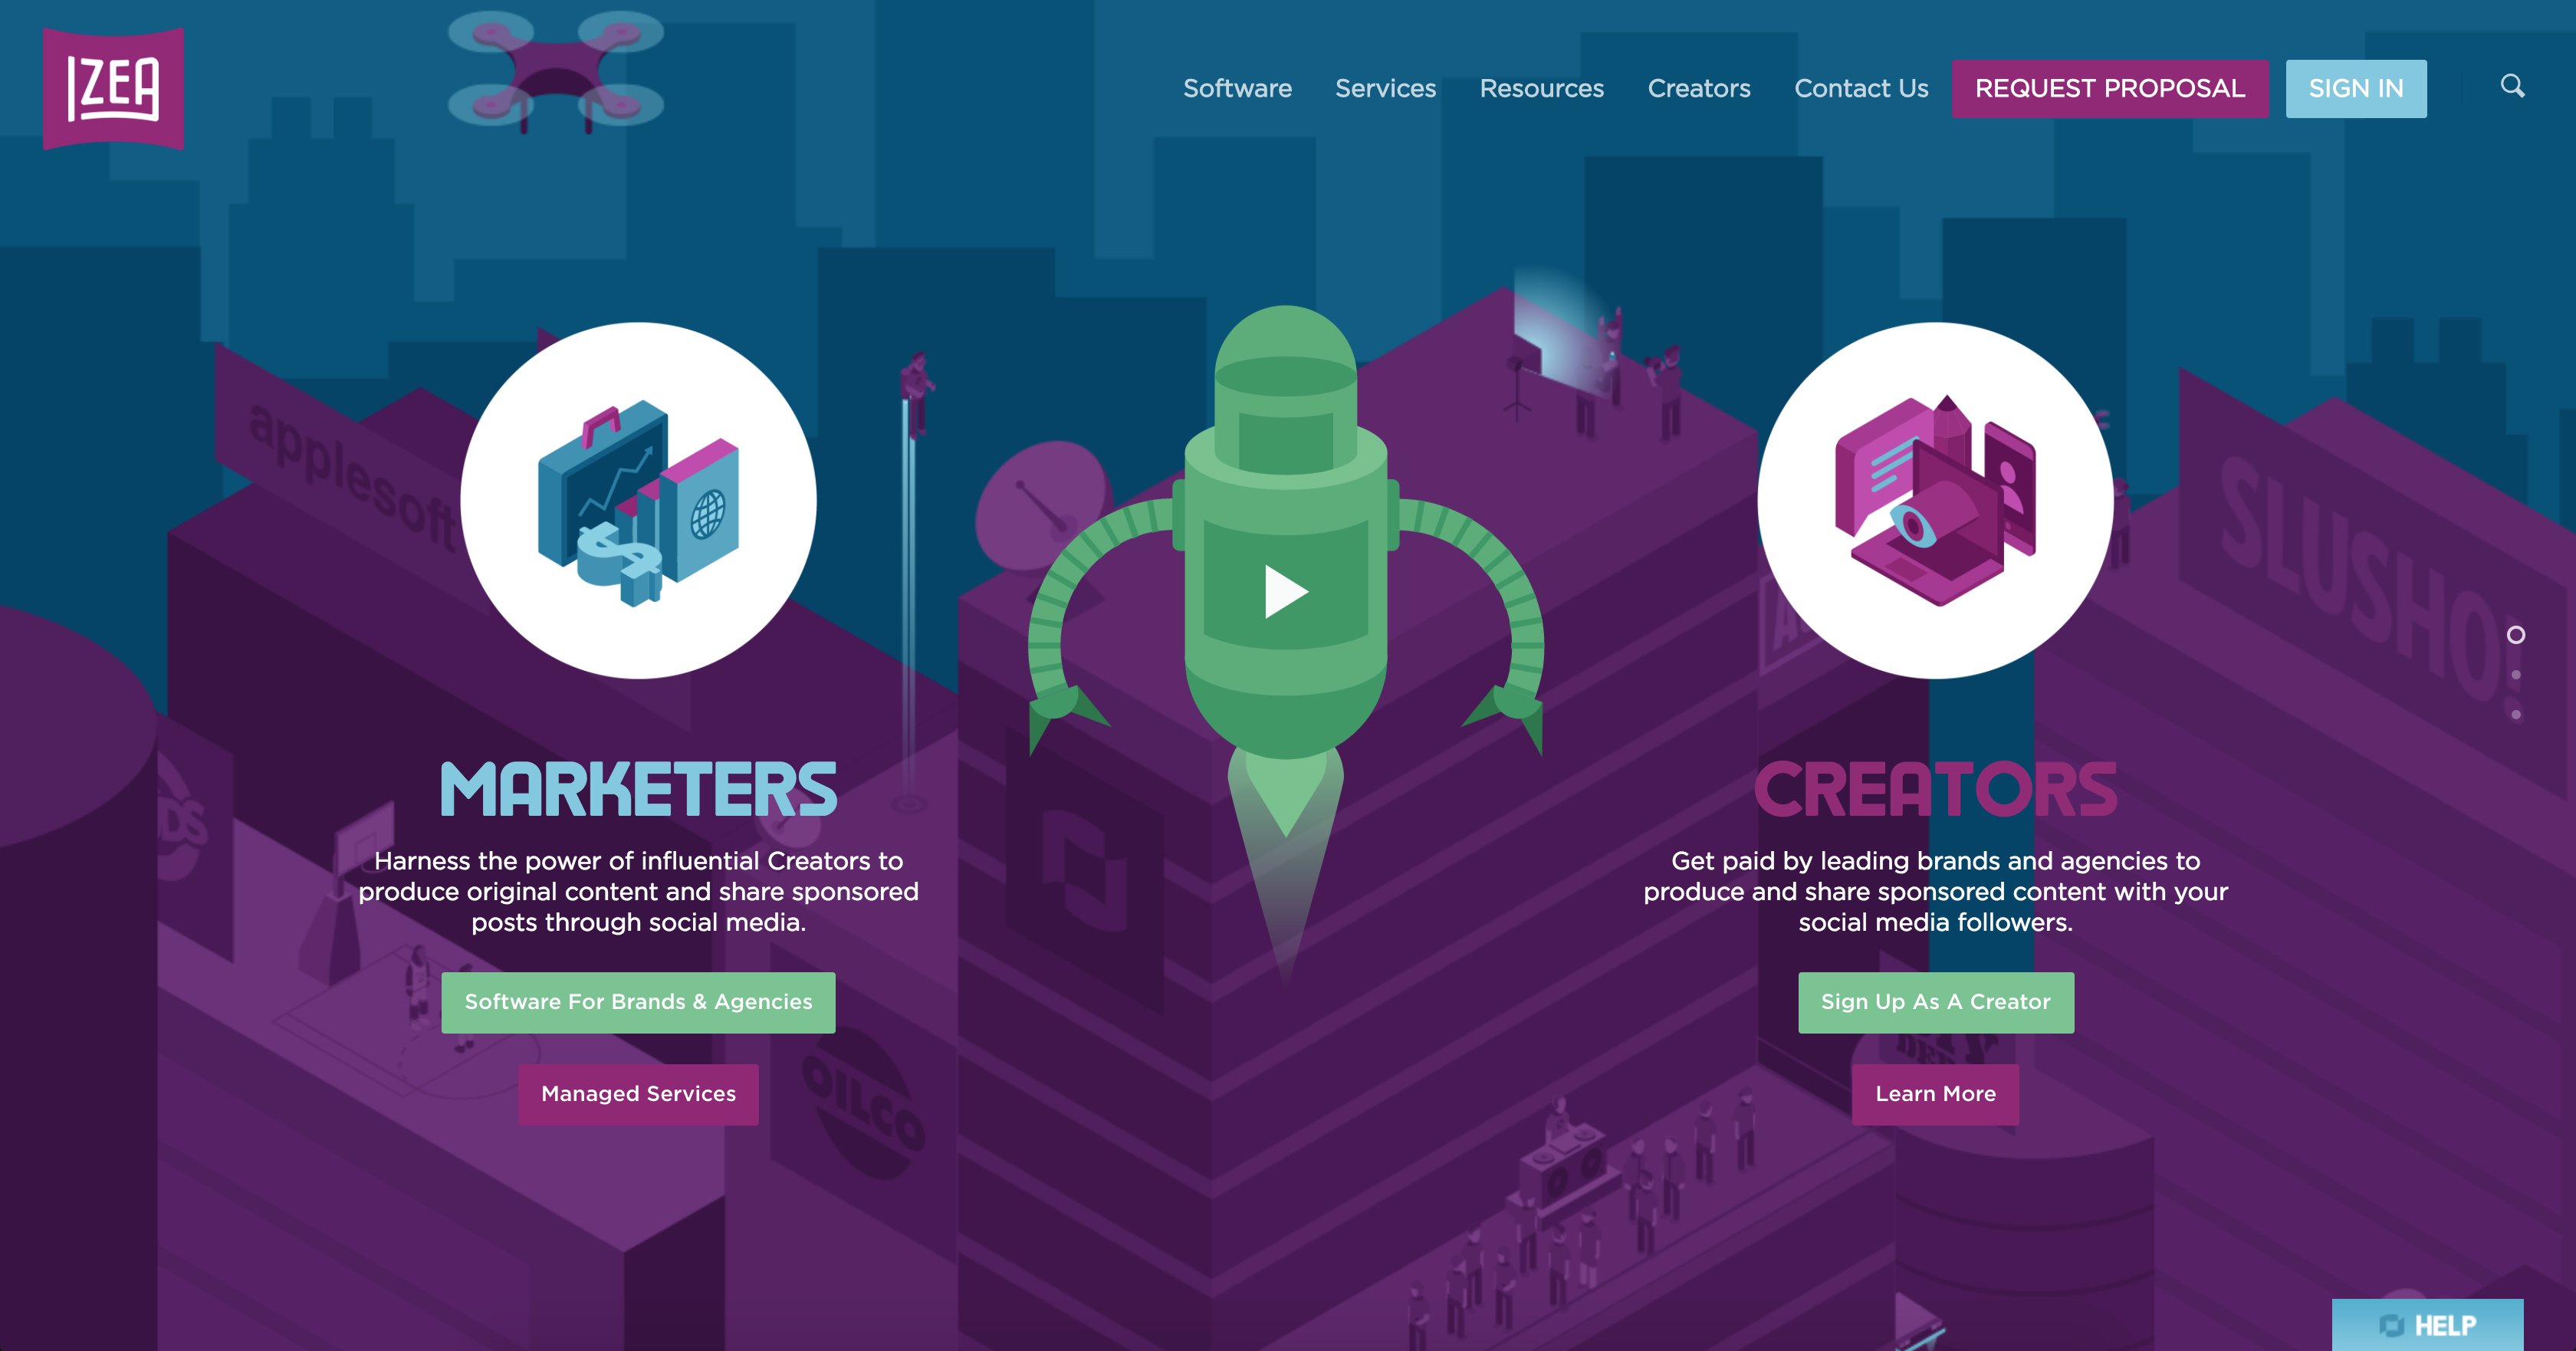 IZEA
Software
Services
Resources
Creators
Contact Us
REQUEST PROPOSAL
SIGN IN
applesoft
SLUSHO!
MARKETERS
Harness the power of influential Creators to
produce original content and share sponsored
posts through social media.
Software For Brands & Agencies
Managed Services
OILCO
CREATORS
Get paid by leading brands and agencies to
produce and share sponsored content with your
social media followers.
Sign Up As A Creator
Learn More
HELP